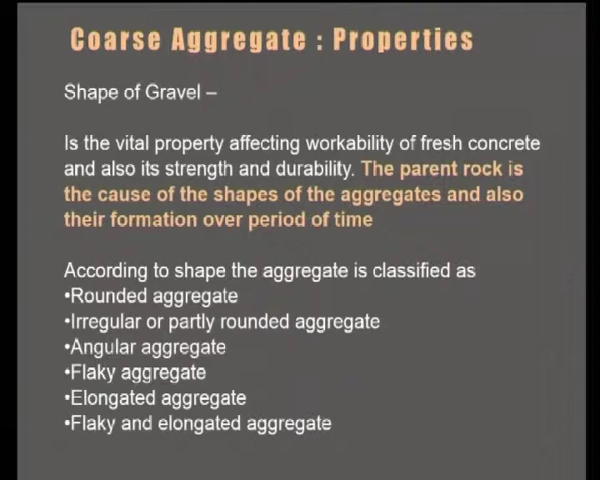 Coarse Aggregate : Properties
Shape of Gravel –
Is the vital property affecting workability of fresh concrete
and also its strength and durability. The parent rock is
the cause of the shapes of the aggregates and also
their formation over period of time
According to shape the aggregate is classified as
•Rounded aggregate
•Irregular or partly rounded aggregate
•Angular aggregate
•Flaky aggregate
•Elongated aggregate
•Flaky and elongated aggregate